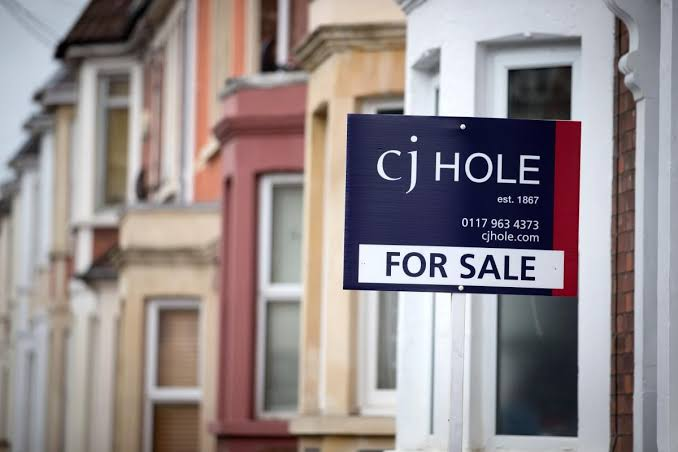 cj HOLE
est. 1867
0117 963 4373
cjhole.com
FOR SALE